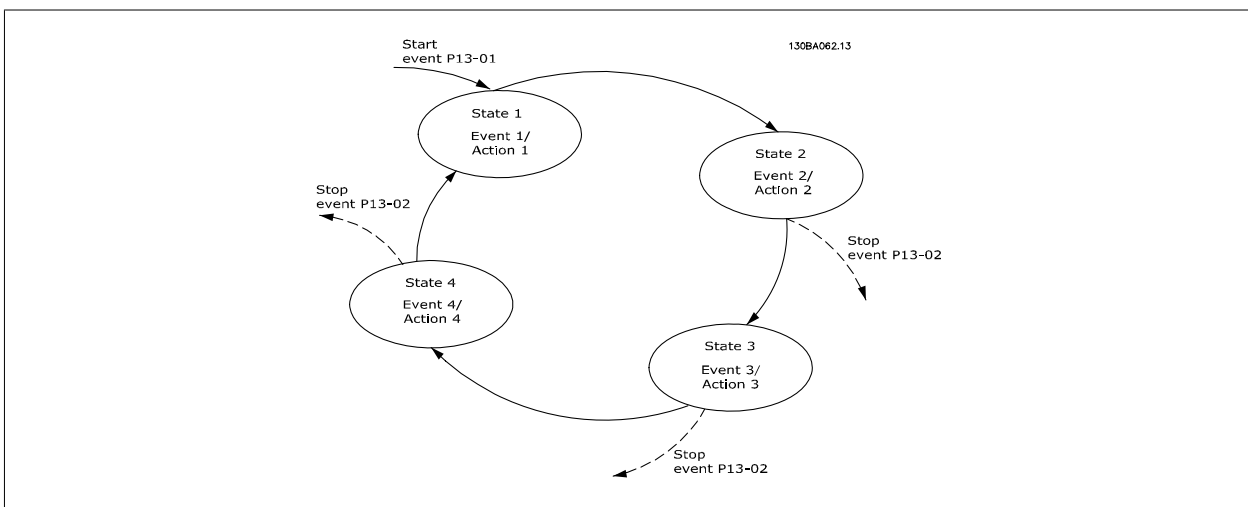 Start
event P13-01
130BA062.13
State 1
Event 1/
Action 1
State 2
Event 2/
Action 2
Stop
event P13-02
Stop
event P13-02
State 4
Event 4/
Action 4
State 3
Event 3/
Action 3
Stop
event P13-02